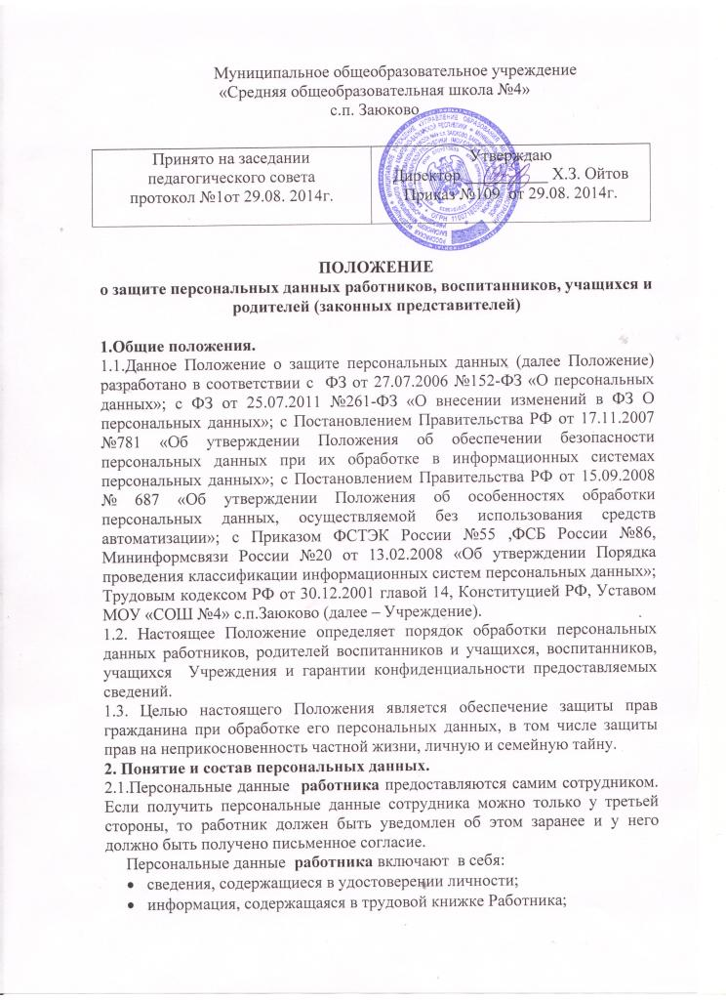 Муниципальное общеобразовательное учреждение
«Средняя общеобразовательная школа №4»
с.п. Заюково
Принято на заседании
педагогического совета
протокол №1от 29.08. 2014г.
Утверждаю
Директор __________ Х.З. Ойтов
Приказ №109 от 29.08. 2014г.
ПОЛОЖЕНИЕ
о защите персональных данных работников, воспитанников, учащихся и
родителей (законных представителей)
1.Общие положения.
1.1.Данное Положение о защите персональных данных (далее Положение)
разработано в соответствии с ФЗ от 27.07.2006 №152-ФЗ «О персональных
данных»; с ФЗ от 25.07.2011 №261-ФЗ «О внесении изменений в ФЗ О
персональных данных»; с Постановлением Правительства РФ от 17.11.2007
№781 «Об утверждении Положения об обеспечении безопасности
персональных данных при их обработке в информационных системах
персональных данных»; с Постановлением Правительства РФ от 15.09.2008
№ 687 «Об утверждении Положения об особенностях обработки
персональных данных, осуществляемой без использования средств
автоматизации»; с Приказом ФСТЭК России №55 ,ФСБ России №86,
Мининформсвязи России №20 от 13.02.2008 «Об утверждении Порядка
проведения классификации информационных систем персональных данных»;
Трудовым кодексом РФ от 30.12.2001 главой 14, Конституцией РФ, Уставом
МОУ «СОШ №4» с.п.Заюково (далее – Учреждение).
1.2. Настоящее Положение определяет порядок обработки персональных
данных работников, родителей воспитанников и учащихся, воспитанников,
учащихся Учреждения и гарантии конфиденциальности предоставляемых
сведений.
1.3. Целью настоящего Положения является обеспечение защиты прав
гражданина при обработке его персональных данных, в том числе защиты
прав на неприкосновенность частной жизни, личную и семейную тайну.
2. Понятие и состав персональных данных.
2.1.Персональные данные работника предоставляются самим сотрудником.
Если получить персональные данные сотрудника можно только у третьей
стороны, то работник должен быть уведомлен об этом заранее и у него
должно быть получено письменное согласие.
Персональные данные работника включают в себя:
• сведения, содержащиеся в удостоверении личности;
• информация, содержащаяся в трудовой книжке Работника;